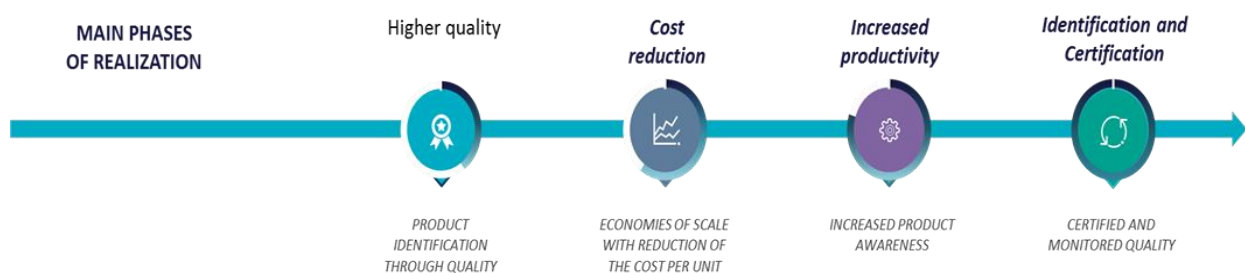 MAIN PHASES
OF REALIZATION
Higher quality
Cost
reduction
Increased
productivity
Identification and
Certification
PRODUCT
IDENTIFICATION
THROUGH QUALITY
ECONOMIES OF SCALE
WITH REDUCTION OF
THE COST PER UNIT
INCREASED PRODUCT
AWARENESS
CERTIFIED AND
MONITORED QUALITY